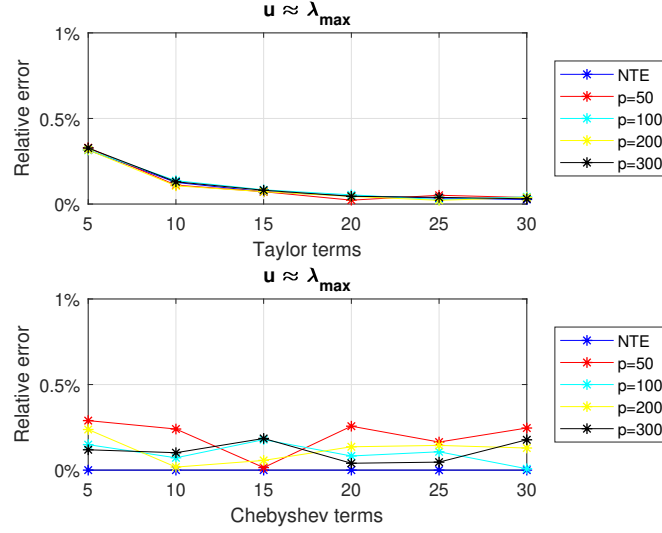 u ≈ λmax
1%
0.5%
0%
Relative error
5 10 15 20 25 30
Taylor terms
NTE
p=50
p=100
p=200
p=300
u ≈ λmax
1%
0.5%
0%
Relative error
5 10 15 20 25 30
Chebyshev terms
NTE
p=50
p=100
p=200
p=300